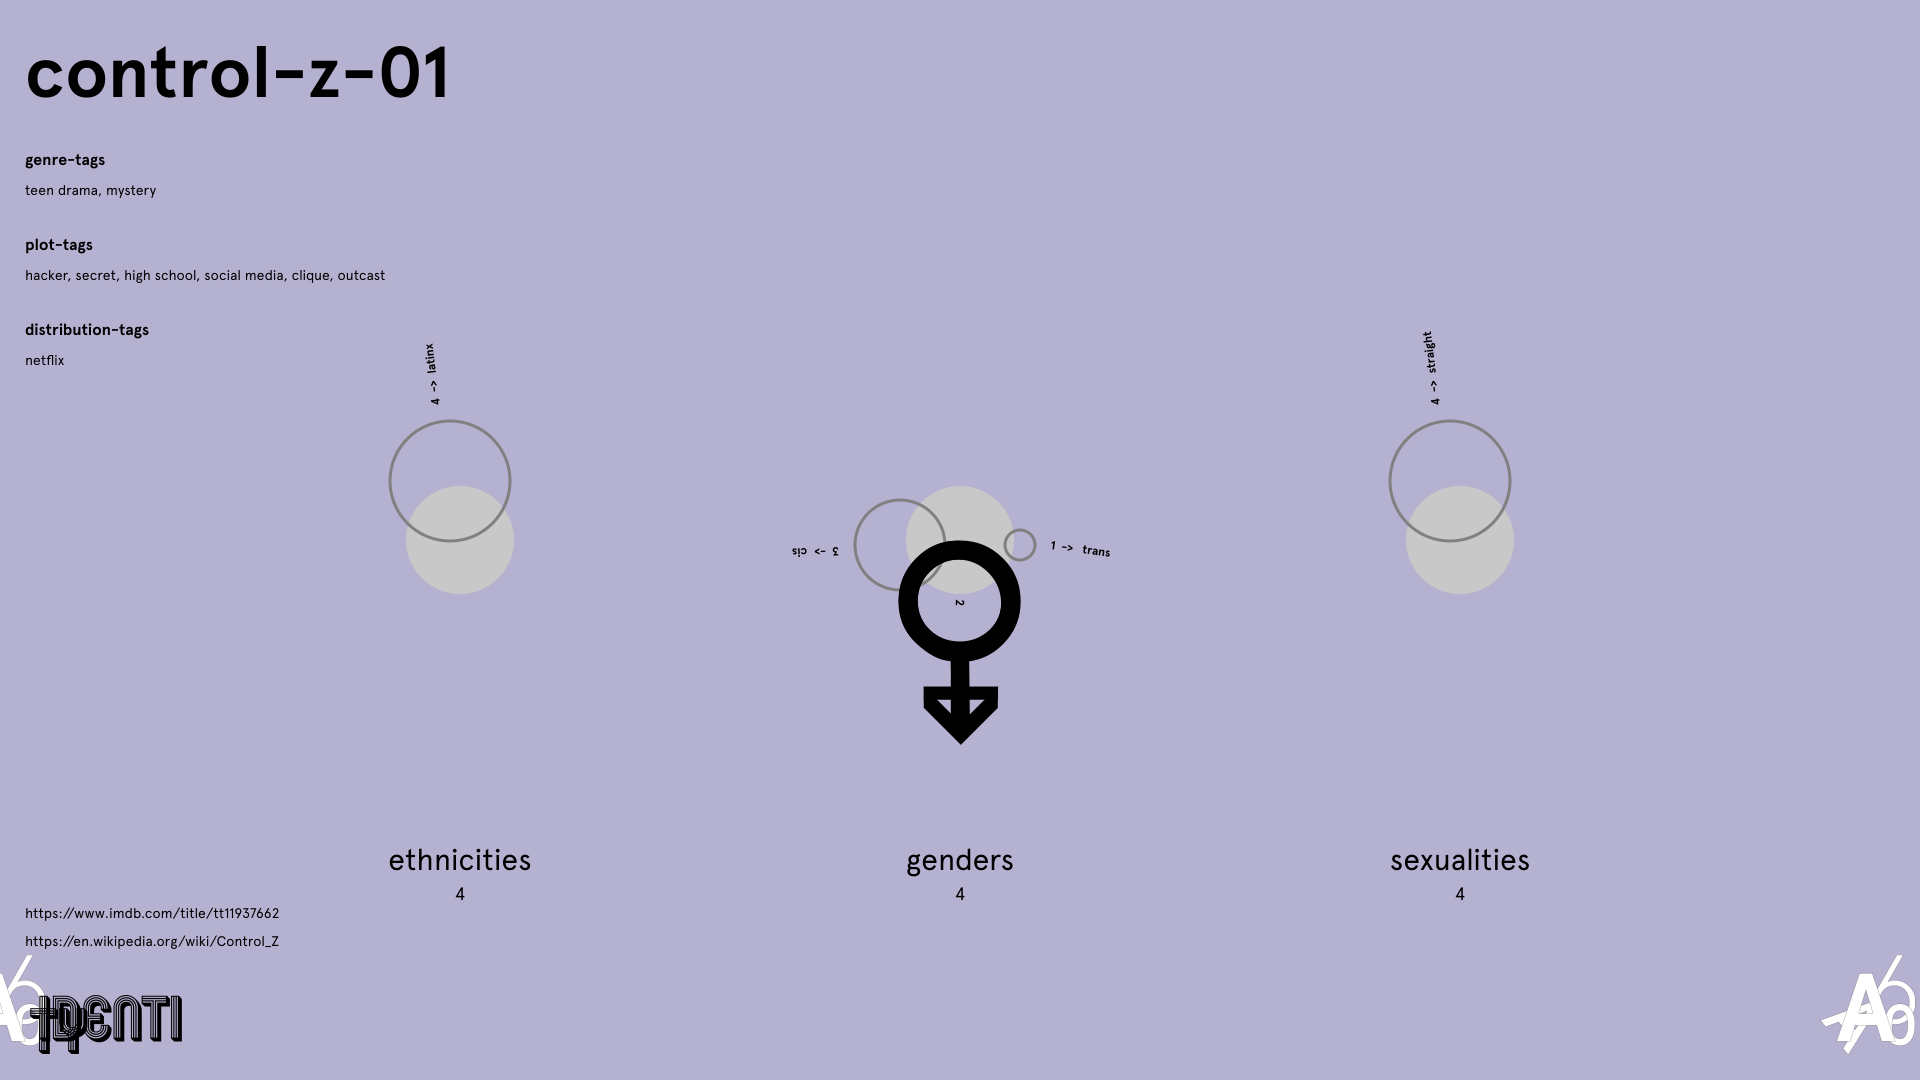 control-z-01
genre-tags
teen drama, mystery
plot-tags
hacker, secret, high school, social media, clique, outcast
distribution-tags
netflix
4 -> latinx
4 -> straight
3 -> cis
1 -> trans
2
ethnicities
4
genders
4
sexualities
4
https://www.imdb.com/title/tt11937662
https://en.wikipedia.org/wiki/Control_Z
IDENTI